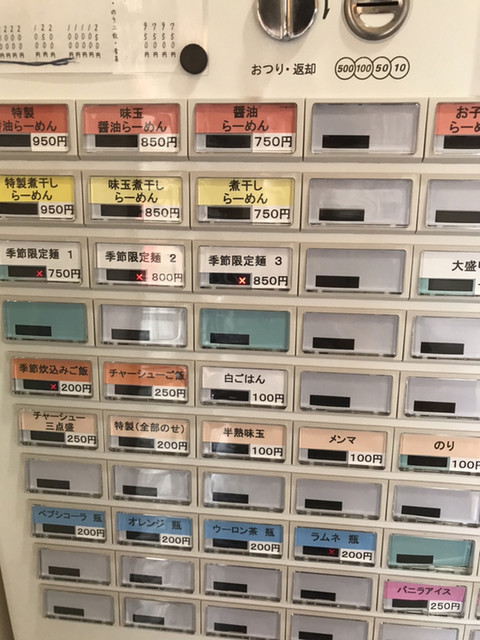 おつり・返却
500 100 50 10
特製
醤油らーめん
950円
味玉
醤油らーめん
850円
醤油
らーめん
750円
お子
らーめ
特製煮干し
らーめん
950円
味玉煮干し
らーめん
850円
煮干し
らーめん
750円
季節限定麺 1
×750円
季節限定麺 2
×800円
季節限定麺 3
×850円
大盛り
季節炊込みご飯
×200円
チャーシューご飯
250円
白ごはん
100円
チャーシュー
三点盛
250円
特製(全部のせ)
200円
半熟味玉
100円
メンマ
100円
のり
100円
ペプシコーラ 瓶
200円
オレンジ 瓶
200円
ウーロン茶 瓶
200円
ラムネ 瓶
×200円
バニラアイス
250円